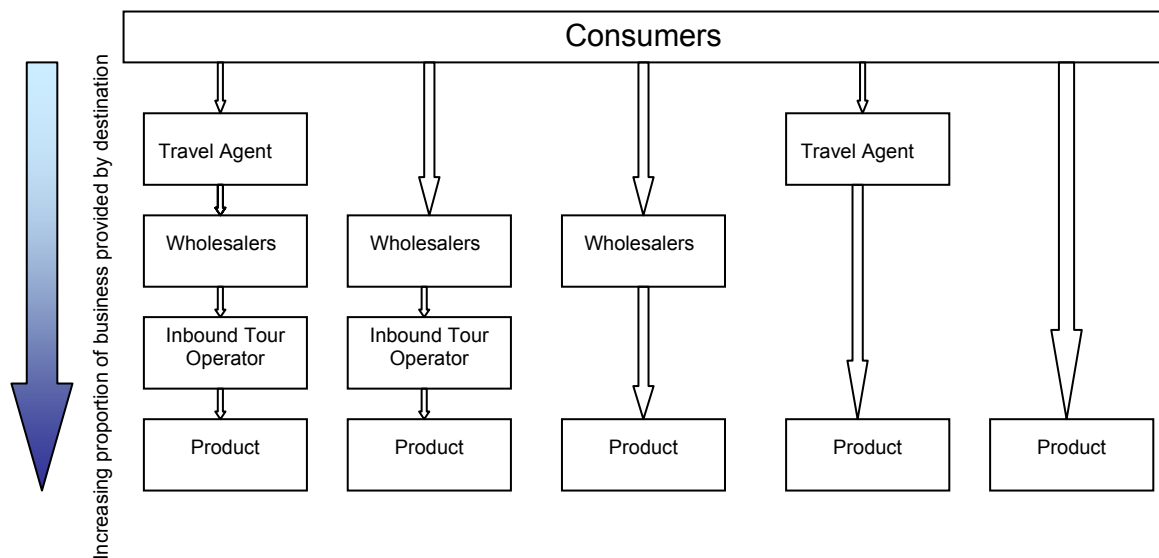 Consumers
Increasing proportion of business provided by destination
Travel Agent
Travel Agent
Wholesalers
Wholesalers
Wholesalers
Inbound Tour
Operator
Inbound Tour
Operator
Product
Product
Product
Product
Product